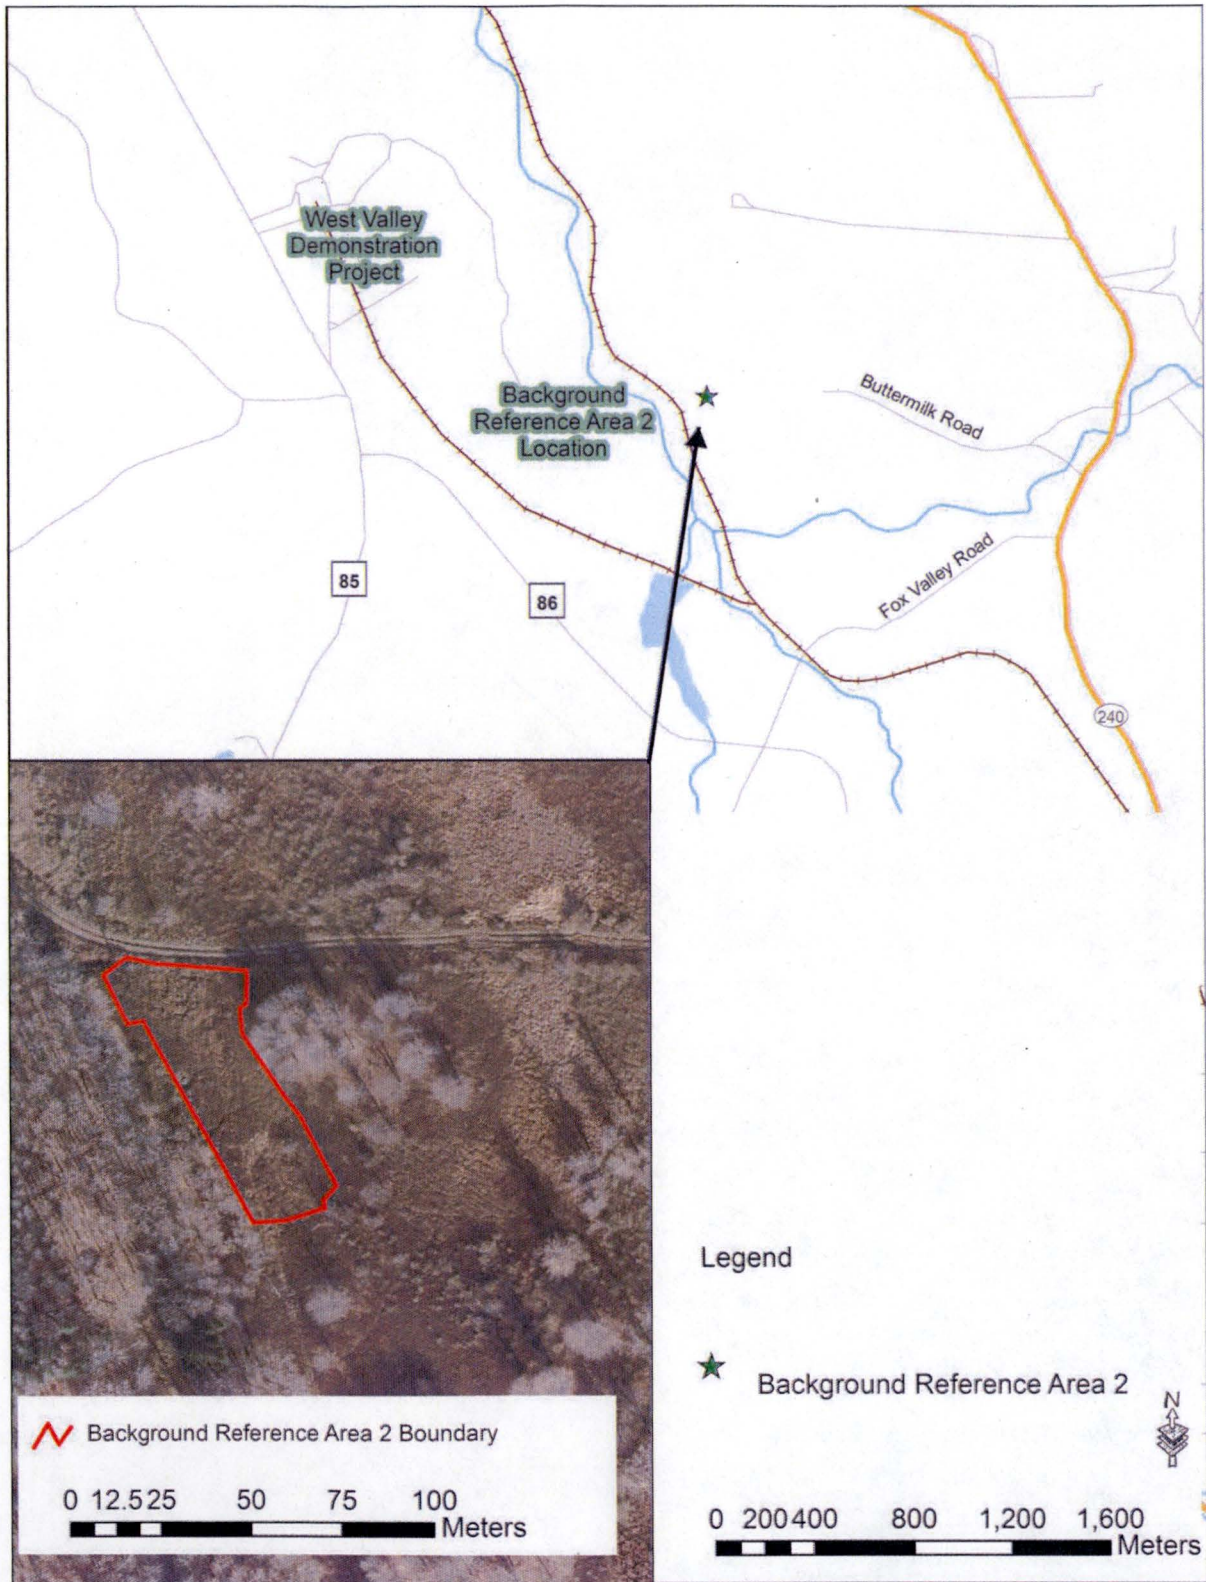 West Valley
Demonstration
Project
Background
Reference Area 2
Location
Buttermilk Road
Fox Valley Road
85
86
240
Legend
Background Reference Area 2
N
0 200 400 800 1,200 1,600
Meters
Background Reference Area 2 Boundary
0 12.5 25 50 75 100
Meters